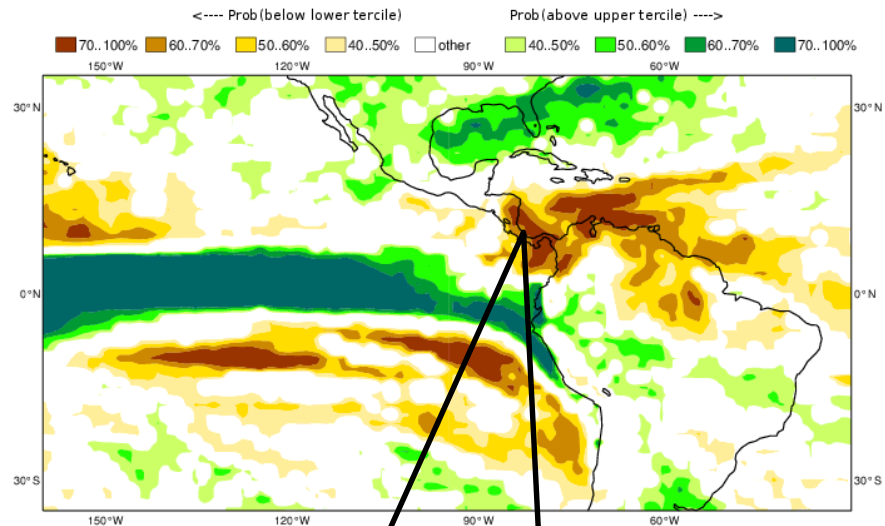 <---- Prob(below lower tercile) Prob(above upper tercile) ---->
70..100% 60..70% 50..60% 40..50% other 40..50% 50..60% 60..70% 70..100%
150°W 120°W 90°W 60°W
30°N 30°N
0°N 0°N
30°S 30°S
150°W 120°W 90°W 60°W